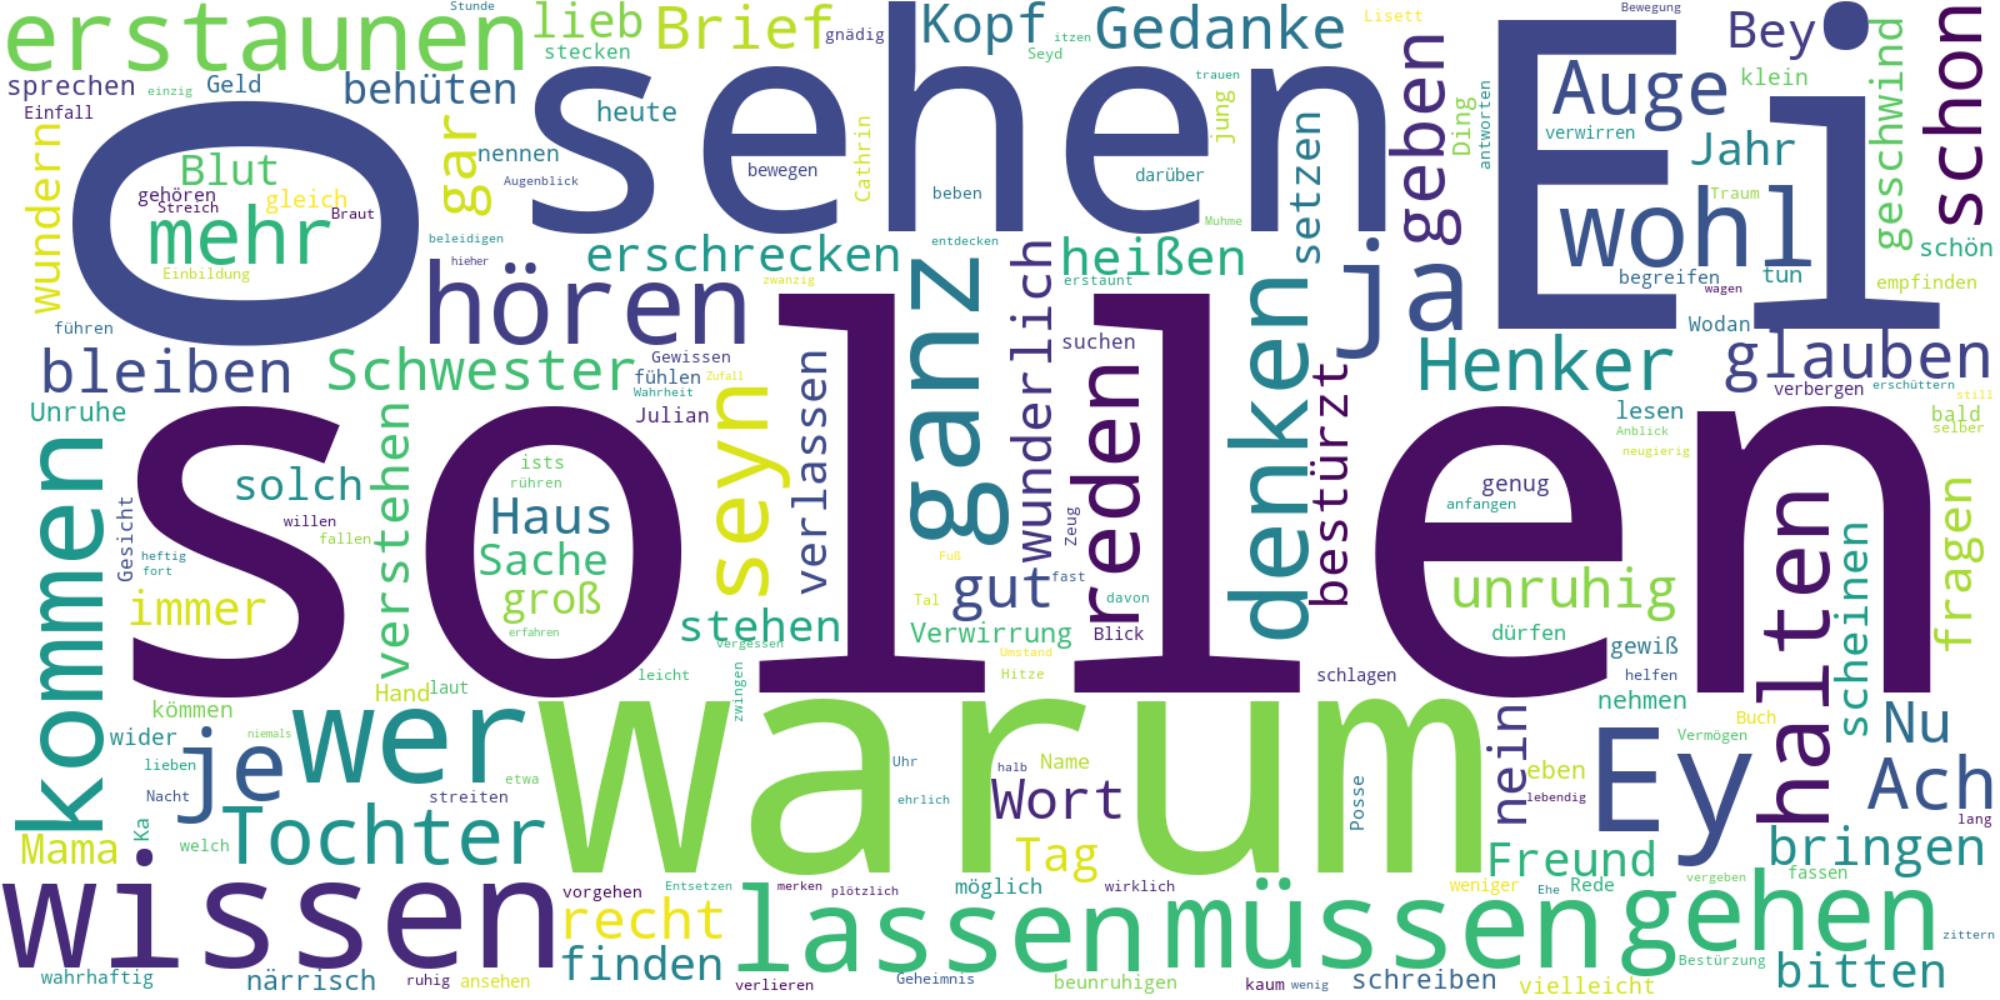 erstaunen
Stunde
lieb
stecken
Brief
gnädig
Kopf
itzen
Seyd
Gedanke
Lisett
Bewegung
Bey
klein
schon
sprechen
einzig
Geld
behüten
Einfall
heute
sehen
O
Ei
Auge
verwirren
Jahr
geschwind
wundern
Blut
gehören
Streich
gleich
Braut
mehr
Einbildung
gar
nennen
Augenblick
bewegen
Cathrin
beben
darüber
trauen
jung
Muhme
setzen
geben
Ding
antworten
wohl
Traum
begreifen
wagen
tun
schön
empfinden
beleidigen
hieher
erschrecken
entdecken
zwanzig
heißen
erstaunt
ja
Wodan
führen
hören
ganz
wunderlich
suchen
denken
bestürzt
Henker
glauben
verbergen
erschüttern
still
bleiben
Schwester
Gewissen
fühlen
Zufall
Wahrheit
Julian
Unruhe
seyn
verlassen
reden
lesen
Anblick
neugierig
bald
selber
sollen
kommen
solch
Gesicht
willen
fallen
heftig
fort
immer
verstehen
ists
rühren
Haus
Sache
groß
erfahren
stehen
vergessen
Fuß
Zeug
gut
fast
Tal
davon
Verwirrung
Blick
Umstand
Hitze
genug
anfangen
unruhig
dürfen
gewiß
helfen
halten
scheinen
fragen
leicht
zwingen
schlagen
nehmen
Hand
laut
kömmen
wider
niemals
lieben
je
wer
warum
Nacht
etwa
streiten
Uhr
ehrlich
halb
Name
Wort
Posse
nein
eben
lebendig
Ey
Buch
Vermögen
Nu
Ach
lang
Mama
Ka
welch
Tochter
Tag
Freund
bringen
fassen
wissen
vorgehen
Entsetzen
merken
plötzlich
möglich
wirklich
weniger
Ehe
Rede
vergeben
recht
lassen
müssen
gehen
zittern
finden
Bestürzung
bitten
wahrhaftig
närrisch
ruhig
ansehen
verlieren
Geheimnis
beunruhigen
kaum
wenig
schreiben
vielleicht